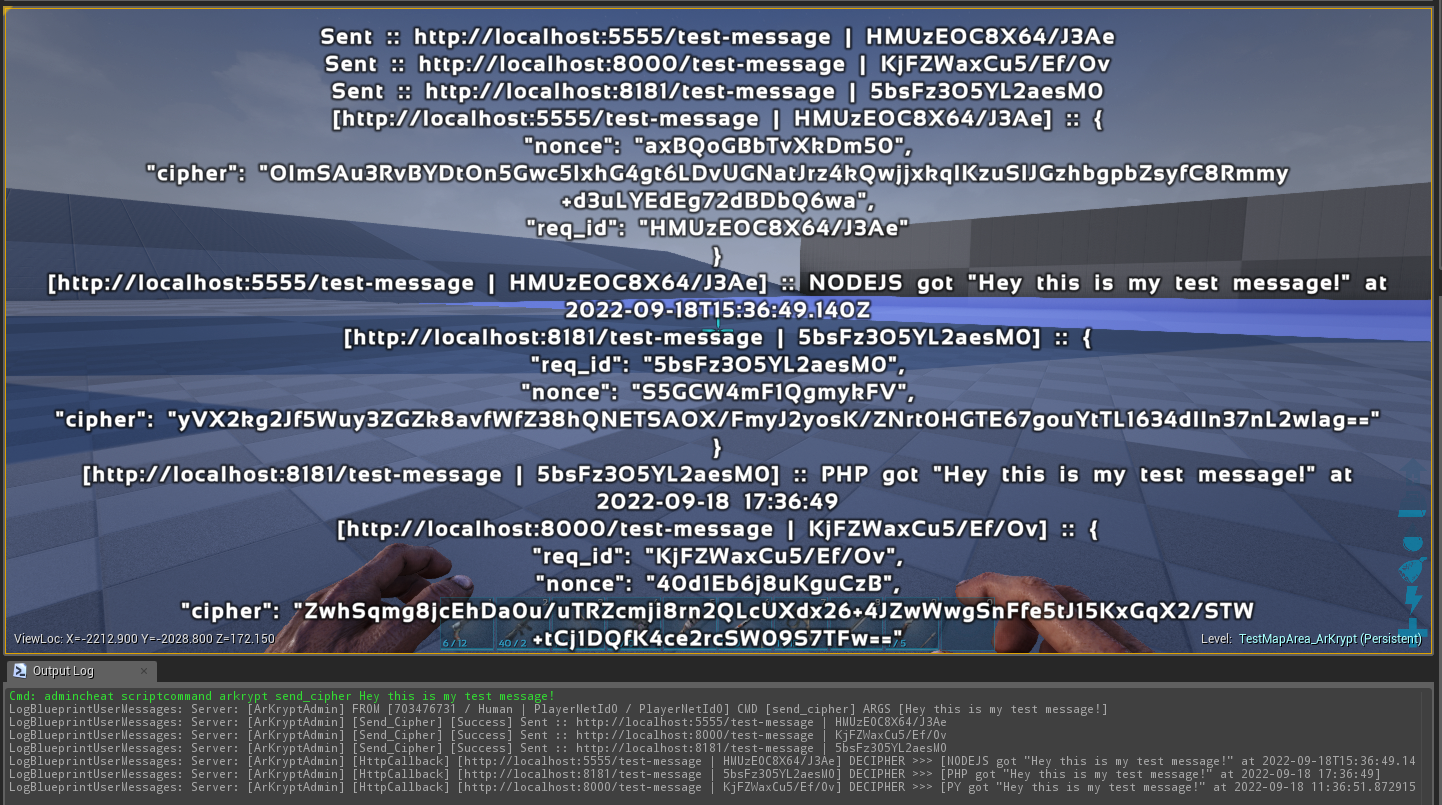 Sent :: http://localhost:5555/test-message | HMUzEOC8X64/J3Ae
Sent :: http://localhost:8000/test-message | KjFZWaxCu5/Ef/Ov
Sent :: http://localhost:8181/test-message | 5bsFz3O5YL2aesM0
[http://localhost:5555/test-message | HMUzEOC8X64/J3Ae] :: {
"nonce": "axBQoGBbTvXkDm50",
"cipher": "OImSAu3RvBYDtOn5Gwc5IxhG4gt6LDvUGNatJrz4kQwjjxkqIKzuSIJGzhbgpbZsyfC8Rmmy
+d3uLYEdEg72dBDbQ6wa",
"req_id": "HMUzEOC8X64/J3Ae"
}
[http://localhost:5555/test-message | HMUzEOC8X64/J3Ae] :: NODEJS got "Hey this is my test message!" at
2022-09-18T15:36:49.140Z
[http://localhost:8181/test-message | 5bsFz3O5YL2aesM0] :: {
"req_id": "5bsFz3O5YL2aesM0",
"nonce": "S5GCW4mF1QgmykFV",
"cipher": "yVX2kg2Jf5Wuy3ZGZk8avfWfZ38hQNETSAOX/FmyJ2yosK/ZNrt0HGTE67gouYtTL1634dIIn37nL2wIag=="
}
[http://localhost:8181/test-message | 5bsFz3O5YL2aesM0] :: PHP got "Hey this is my test message!" at
2022-09-18 17:36:49
[http://localhost:8000/test-message | KjFZWaxCu5/Ef/Ov] :: {
"req_id": "KjFZWaxCu5/Ef/Ov",
"nonce": "40d1Eb6j8uKguCzB",
"cipher": "ZwhSqmg8jcEhDa0u/uTRZcmji8rn2QLcUXdx26+4JZwWwgSnFfe5tJ15KxGqX2/STW
+tCj1DQfK4ce2rcSW09S7TFw=="
6 / 12
40 / 2
/ 5
ViewLoc: X=-2212.900 Y=-2028.800 Z=172.150
Level: TestMapArea_ArKrypt (Persistent)
Output Log
Cmd: admincheat scriptcommand arkrypt send_cipher Hey this is my test message!
LogBlueprintUserMessages: Server: [ArKryptAdmin] FROM [703476731 / Human | PlayerNetId0 / PlayerNetId0] CMD [send_cipher] ARGS [Hey this is my test message!]
LogBlueprintUserMessages: Server: [ArKryptAdmin] [Send_Cipher] [Success] Sent :: http://localhost:5555/test-message | HMUzEOC8X64/J3Ae
LogBlueprintUserMessages: Server: [ArKryptAdmin] [Send_Cipher] [Success] Sent :: http://localhost:8000/test-message | KjFZWaxCu5/Ef/Ov
LogBlueprintUserMessages: Server: [ArKryptAdmin] [Send_Cipher] [Success] Sent :: http://localhost:8181/test-message | 5bsFz3O5YL2aesM0
LogBlueprintUserMessages: Server: [ArKryptAdmin] [HttpCallback] [http://localhost:5555/test-message | HMUzEOC8X64/J3Ae] DECIPHER >>> [NODEJS got "Hey this is my test message!" at 2022-09-18T15:36:49.14
LogBlueprintUserMessages: Server: [ArKryptAdmin] [HttpCallback] [http://localhost:8181/test-message | 5bsFz3O5YL2aesM0] DECIPHER >>> [PHP got "Hey this is my test message!" at 2022-09-18 17:36:49]
LogBlueprintUserMessages: Server: [ArKryptAdmin] [HttpCallback] [http://localhost:8000/test-message | KjFZWaxCu5/Ef/Ov] DECIPHER >>> [PY got "Hey this is my test message!" at 2022-09-18 11:36:51.872915